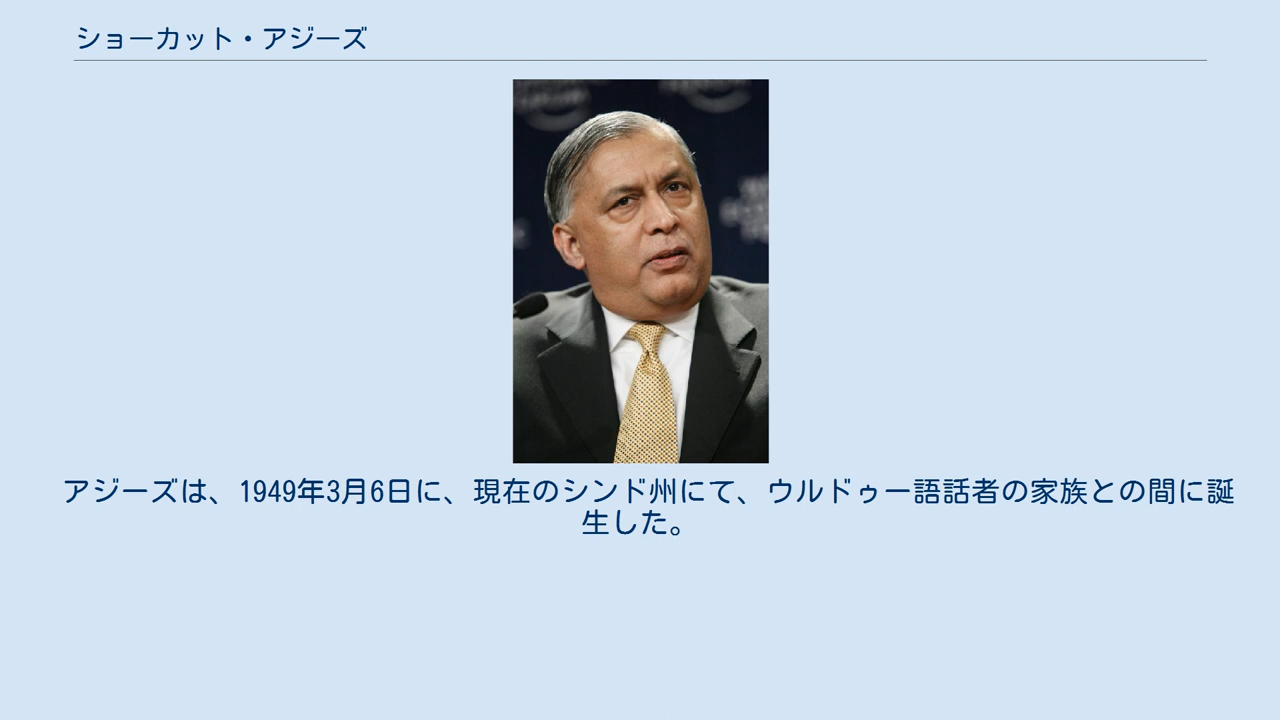 ショーカット・アジーズ
アジーズは、1949年3月6日に、現在のシンド州にて、ウルドゥー語話者の家族との間に誕
生した。